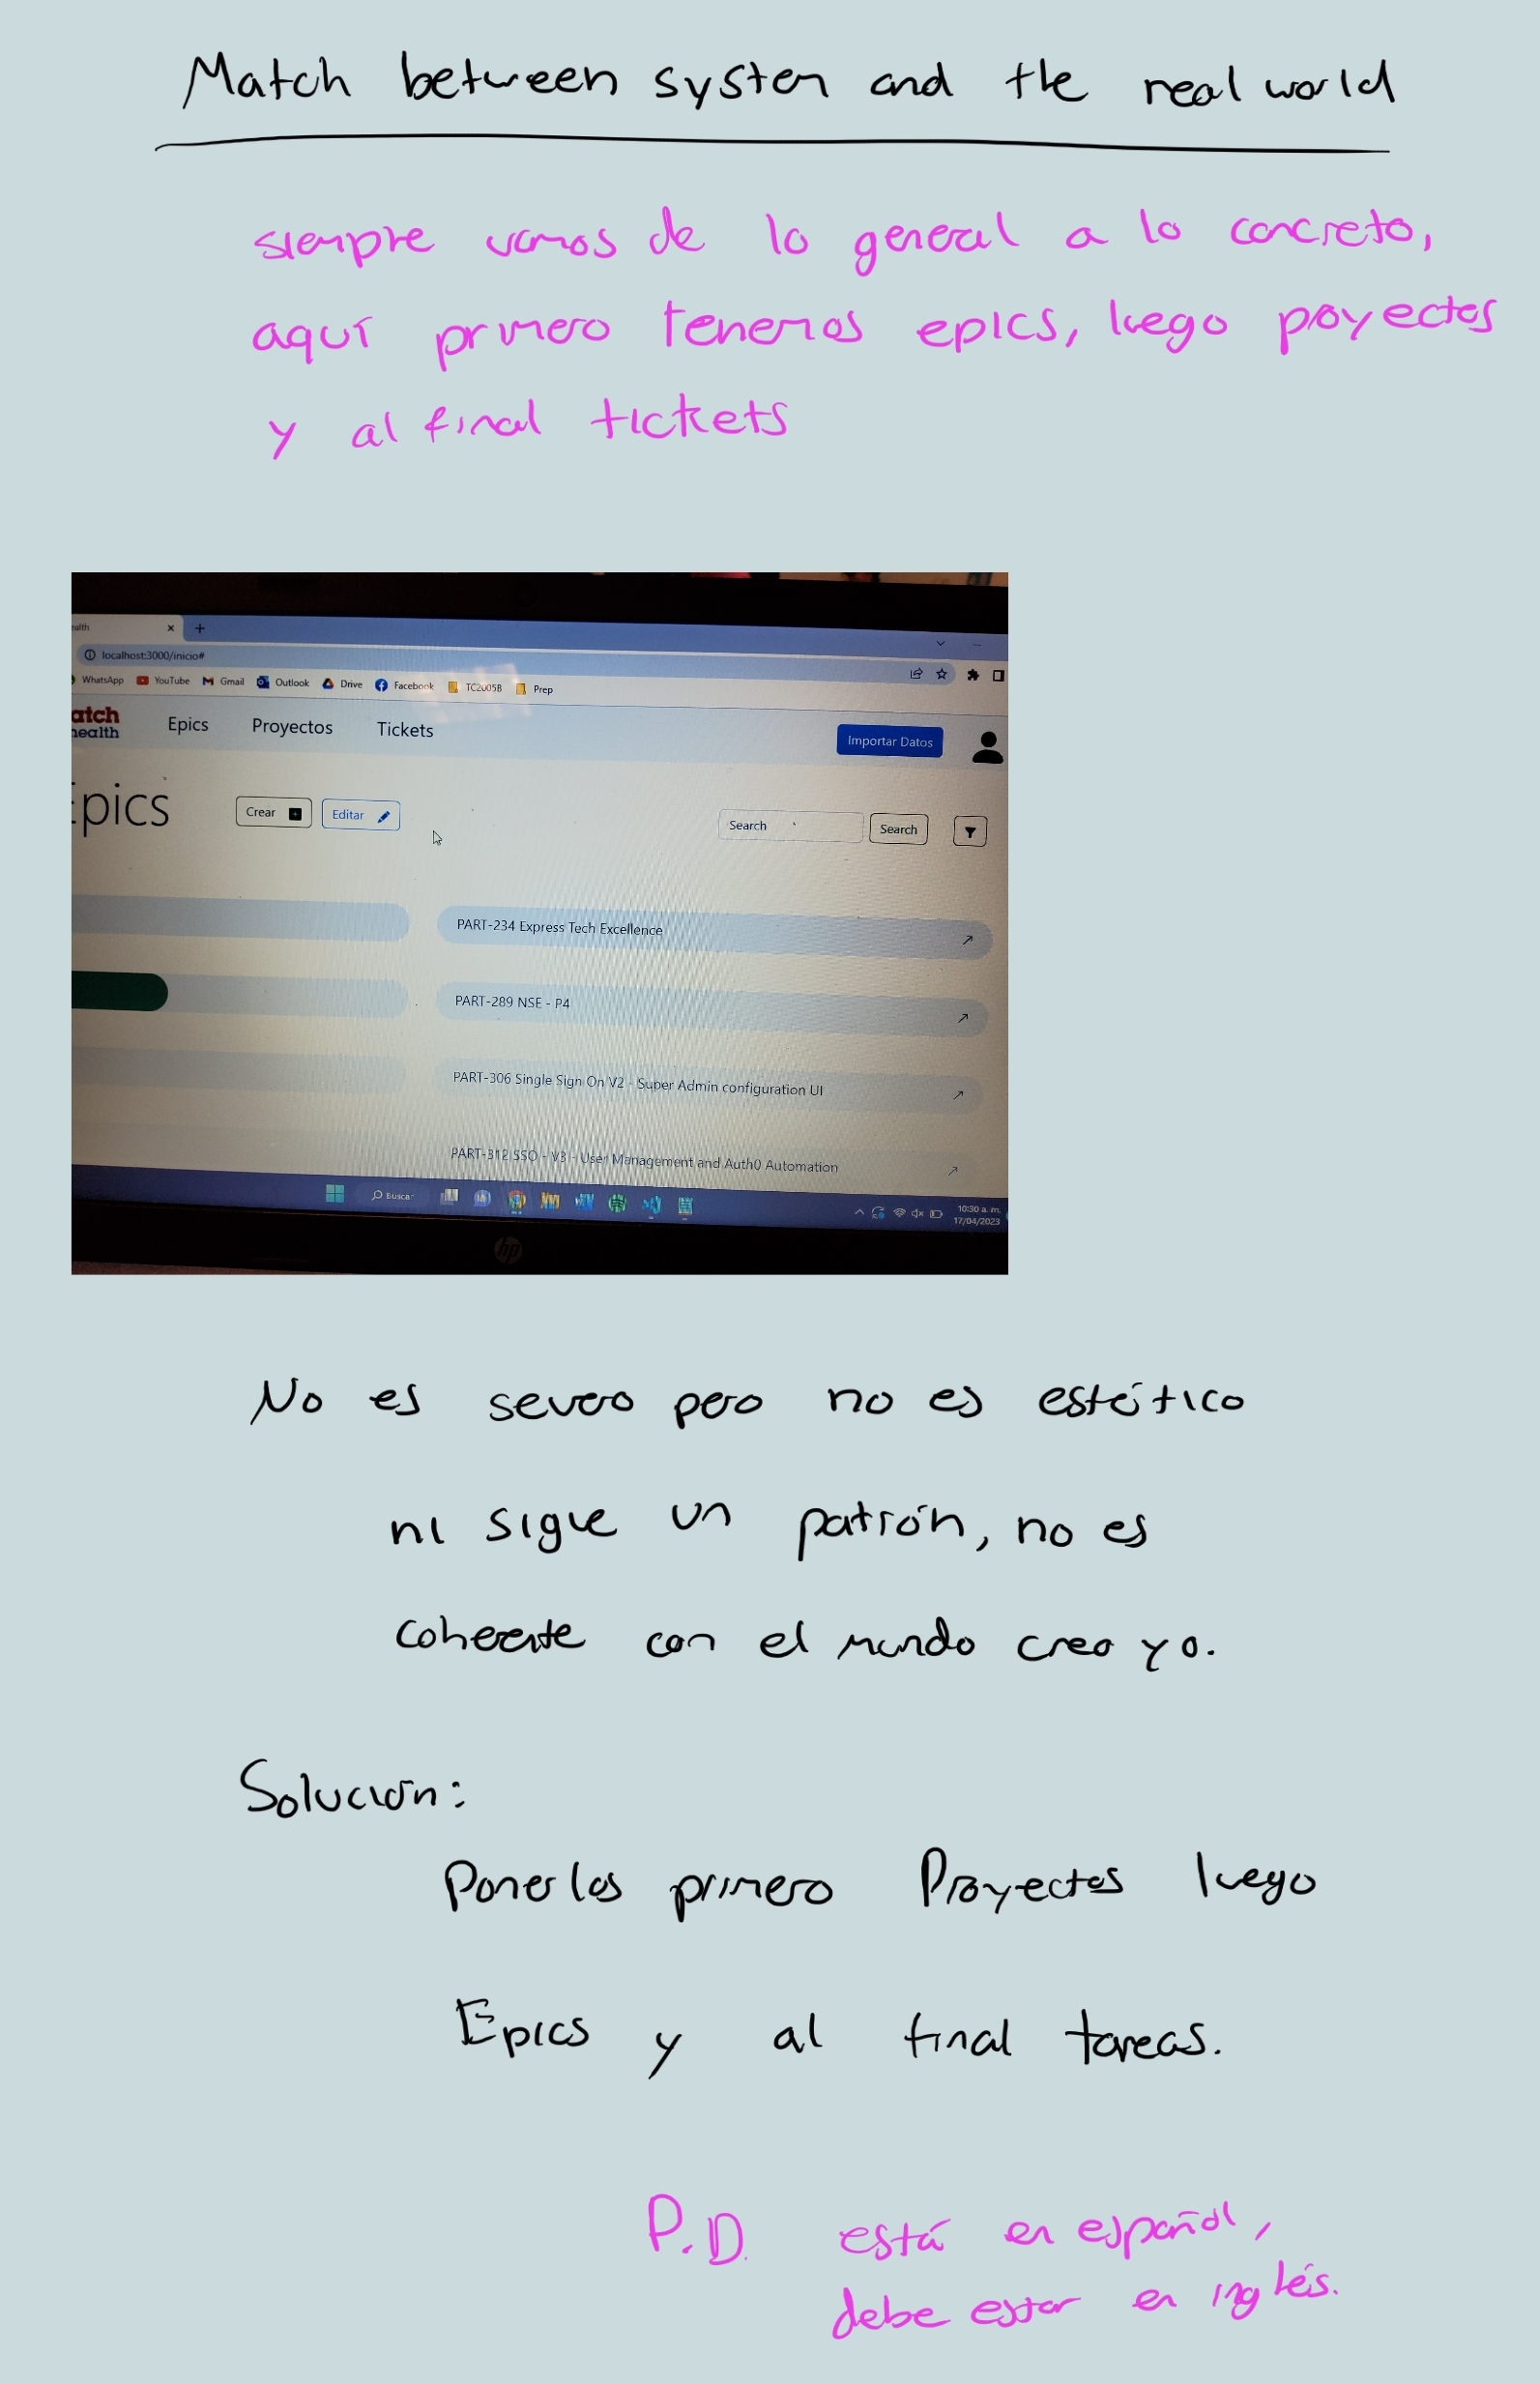 Match between system and the real world
siempre vamos de lo general a lo concreto,
aquí primero tenemos epics, luego proyectos
y al final tickets
localhost:3000/inicio#
WhatsApp YouTube Gmail Outlook Drive Facebook TC2005B Prep
atch
health
Epics Proyectos Tickets Importar Datos
Epics Crear Editar Search Search
PART-234 Express Tech Excellence
PART-289 NSE - P4
PART-306 Single Sign On V2 - Super Admin configuration UI
PART-312 SSO - V3 - User Management and Auth0 Automation
Buscar
10:30 a. m.
17/04/2023
hp
No es severo pero no es estético
ni sigue un patrón, no es
coherente con el mundo creo yo.
Solución:
Ponerlos primero Proyectos luego
Epics y al final tareas.
P.D. está en español,
debe estar en inglés.